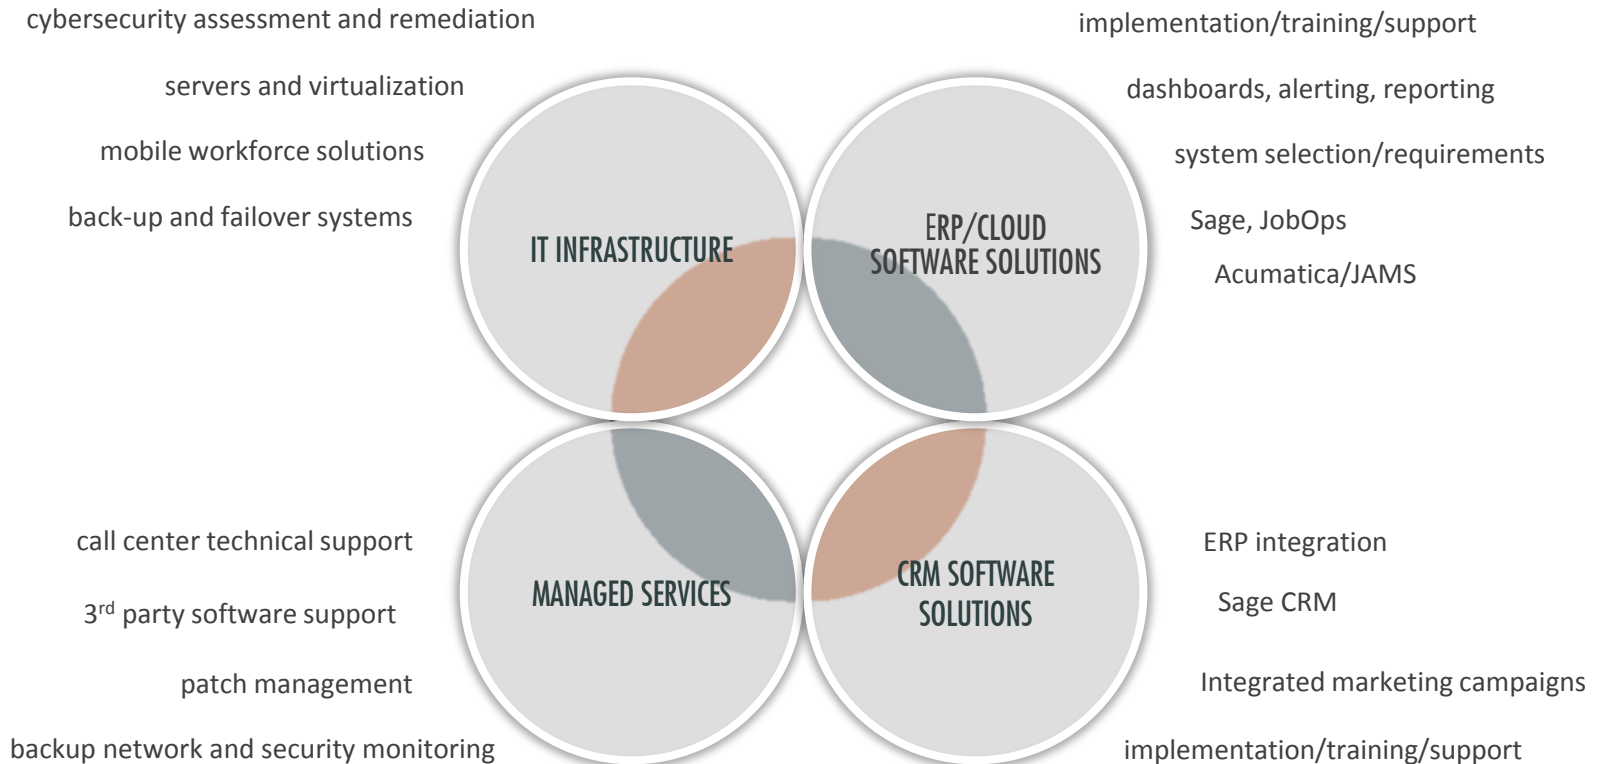 cybersecurity assessment and remediation
servers and virtualization
mobile workforce solutions
back-up and failover systems
IT INFRASTRUCTURE
implementation/training/support
dashboards, alerting, reporting
system selection/requirements
Sage, JobOps
Acumatica/JAMS
ERP/CLOUD
SOFTWARE SOLUTIONS
call center technical support
3rd party software support
patch management
backup network and security monitoring
MANAGED SERVICES
CRM SOFTWARE
SOLUTIONS
ERP integration
Sage CRM
Integrated marketing campaigns
implementation/training/support